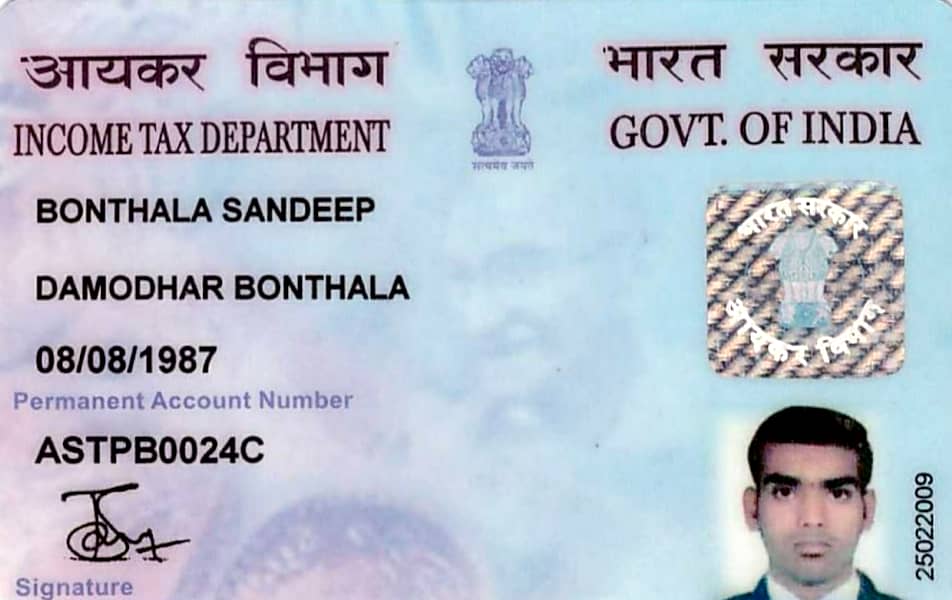 आयकर विभाग
INCOME TAX DEPARTMENT
भारत सरकार
GOVT. OF INDIA
सत्यमेव जयते
BONTHALA SANDEEP
DAMODHAR BONTHALA
08/08/1987
Permanent Account Number
ASTPB0024C
Signature
भारत सरकार
आयकर विभाग
25022009